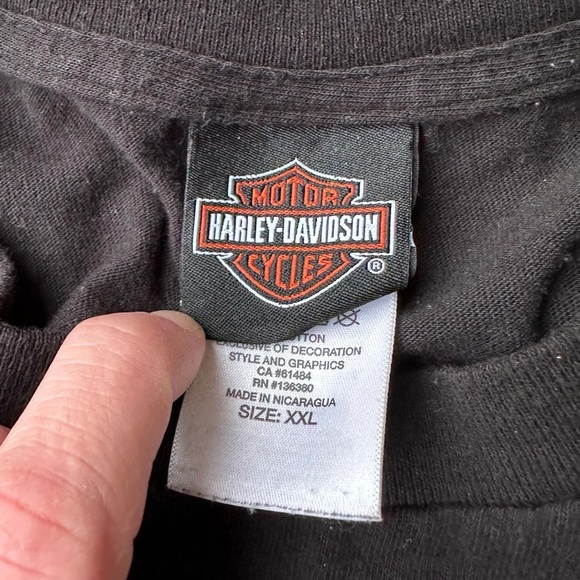 MOTOR
HARLEY-DAVIDSON
CYCLES
®
EXCLUSIVE OF DECORATION
STYLE AND GRAPHICS
CA #61484
RN #136380
MADE IN NICARAGUA
SIZE: XXL